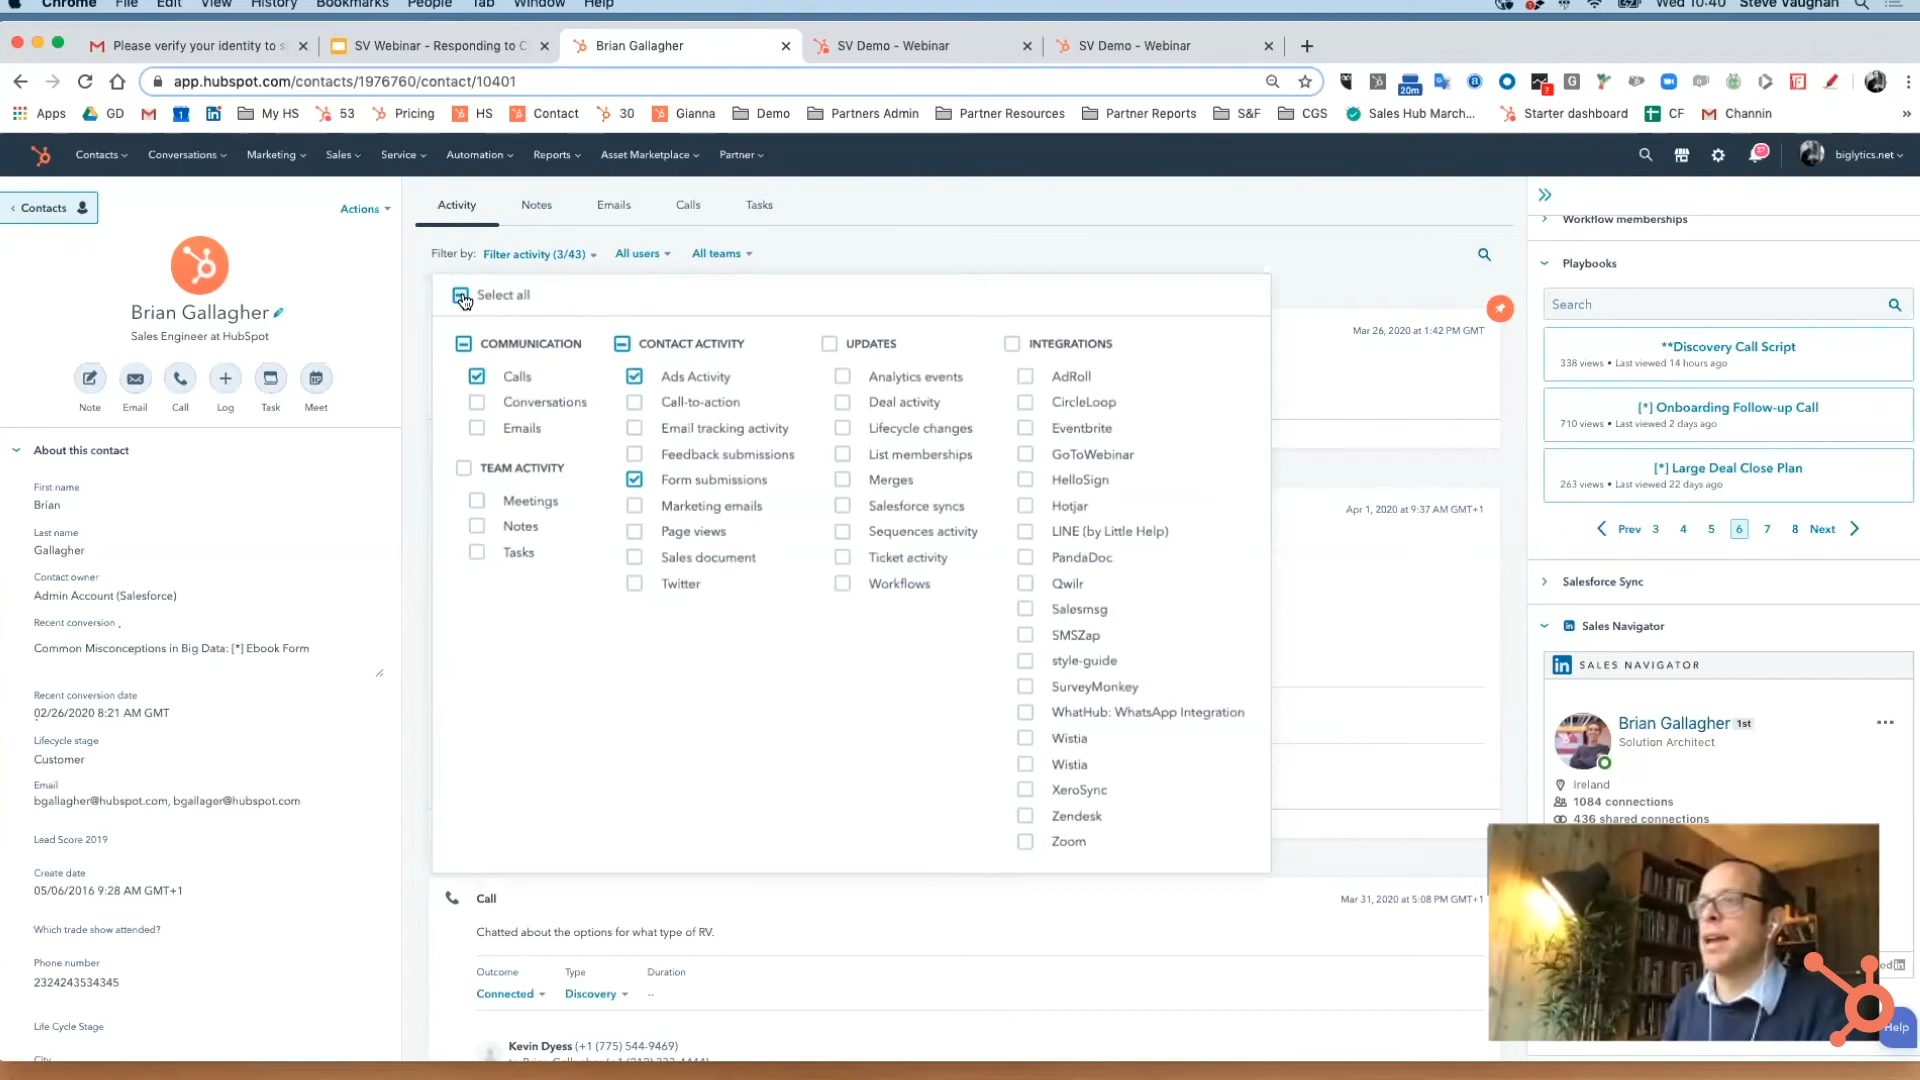 Chrome File Edit View History Bookmarks People Tab Window Help Wed 10:40 Steve Vaughan
Please verify your identity to s
SV Webinar - Responding to C
Brian Gallagher
SV Demo - Webinar
SV Demo - Webinar
app.hubspot.com/contacts/1976760/contact/10401
20m
Apps GD My HS 53 Pricing HS Contact 30 Gianna Demo Partners Admin Partner Resources Partner Reports S&F CGS Sales Hub March... Starter dashboard CF Channin »
Contacts Conversations Marketing Sales Service Automation Reports Asset Marketplace Partner
37
biglytics.net
Contacts
Actions
Brian Gallagher
Sales Engineer at HubSpot
Note Email Call Log Task Meet
About this contact
First name
Brian
Last name
Gallagher
Contact owner
Admin Account (Salesforce)
Recent conversion
Common Misconceptions in Big Data: [*] Ebook Form
Recent conversion date
02/26/2020 8:21 AM GMT
Lifecycle stage
Customer
Email
bgallagher@hubspot.com, bgallager@hubspot.com
Lead Score 2019
Create date
05/06/2016 9:28 AM GMT+1
Which trade show attended?
Phone number
2324243534345
Life Cycle Stage
City
Activity Notes Emails Calls Tasks
Filter by: Filter activity (3/43) All users All teams
Select all
COMMUNICATION
Calls
Conversations
Emails
TEAM ACTIVITY
Meetings
Notes
Tasks
CONTACT ACTIVITY
Ads Activity
Call-to-action
Email tracking activity
Feedback submissions
Form submissions
Marketing emails
Page views
Sales document
Twitter
UPDATES
Analytics events
Deal activity
Lifecycle changes
List memberships
Merges
Salesforce syncs
Sequences activity
Ticket activity
Workflows
INTEGRATIONS
AdRoll
CircleLoop
Eventbrite
GoToWebinar
HelloSign
Hotjar
LINE (by Little Help)
PandaDoc
Qwilr
Salesmsg
SMSZap
style-guide
SurveyMonkey
WhatHub: WhatsApp Integration
Wistia
Wistia
XeroSync
Zendesk
Zoom
Mar 26, 2020 at 1:42 PM GMT
Apr 1, 2020 at 9:37 AM GMT+1
Call
Mar 31, 2020 at 5:08 PM GMT+1
Chatted about the options for what type of RV.
Outcome Type Duration
Connected Discovery --
Kevin Dyess (+1 (775) 544-9469)
Workflow memberships
Playbooks
Search
**Discovery Call Script
338 views • Last viewed 14 hours ago
[*] Onboarding Follow-up Call
710 views • Last viewed 2 days ago
[*] Large Deal Close Plan
263 views • Last viewed 22 days ago
Prev 3 4 5 6 7 8 Next
Salesforce Sync
Sales Navigator
in SALES NAVIGATOR
Brian Gallagher 1st
Solution Architect
Ireland
1084 connections
436 shared connections
Help